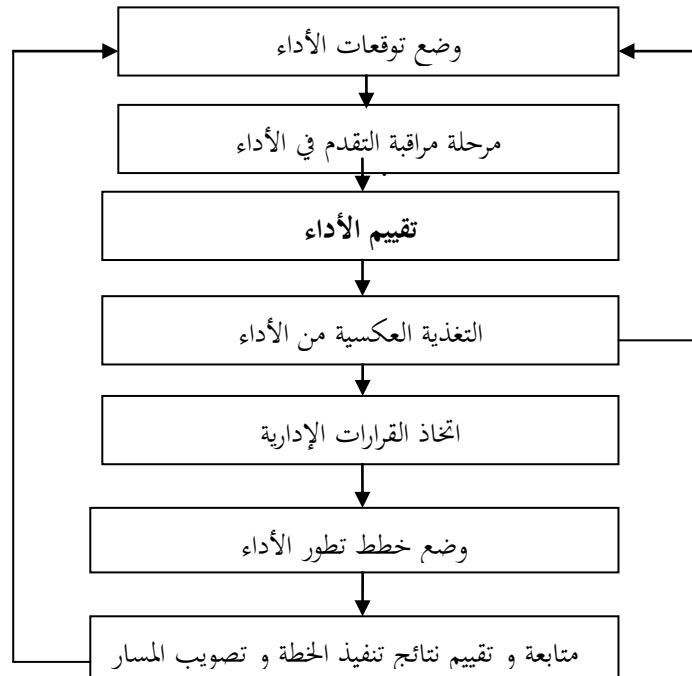 وضع توقعات الأداء
مرحلة مراقبة التقدم في الأداء
تقييم الأداء
التغذية العكسية من الأداء
اتخاذ القرارات الإدارية
وضع خطط تطور الأداء
متابعة و تقييم نتائج تنفيذ الخطة و تصويب المسار